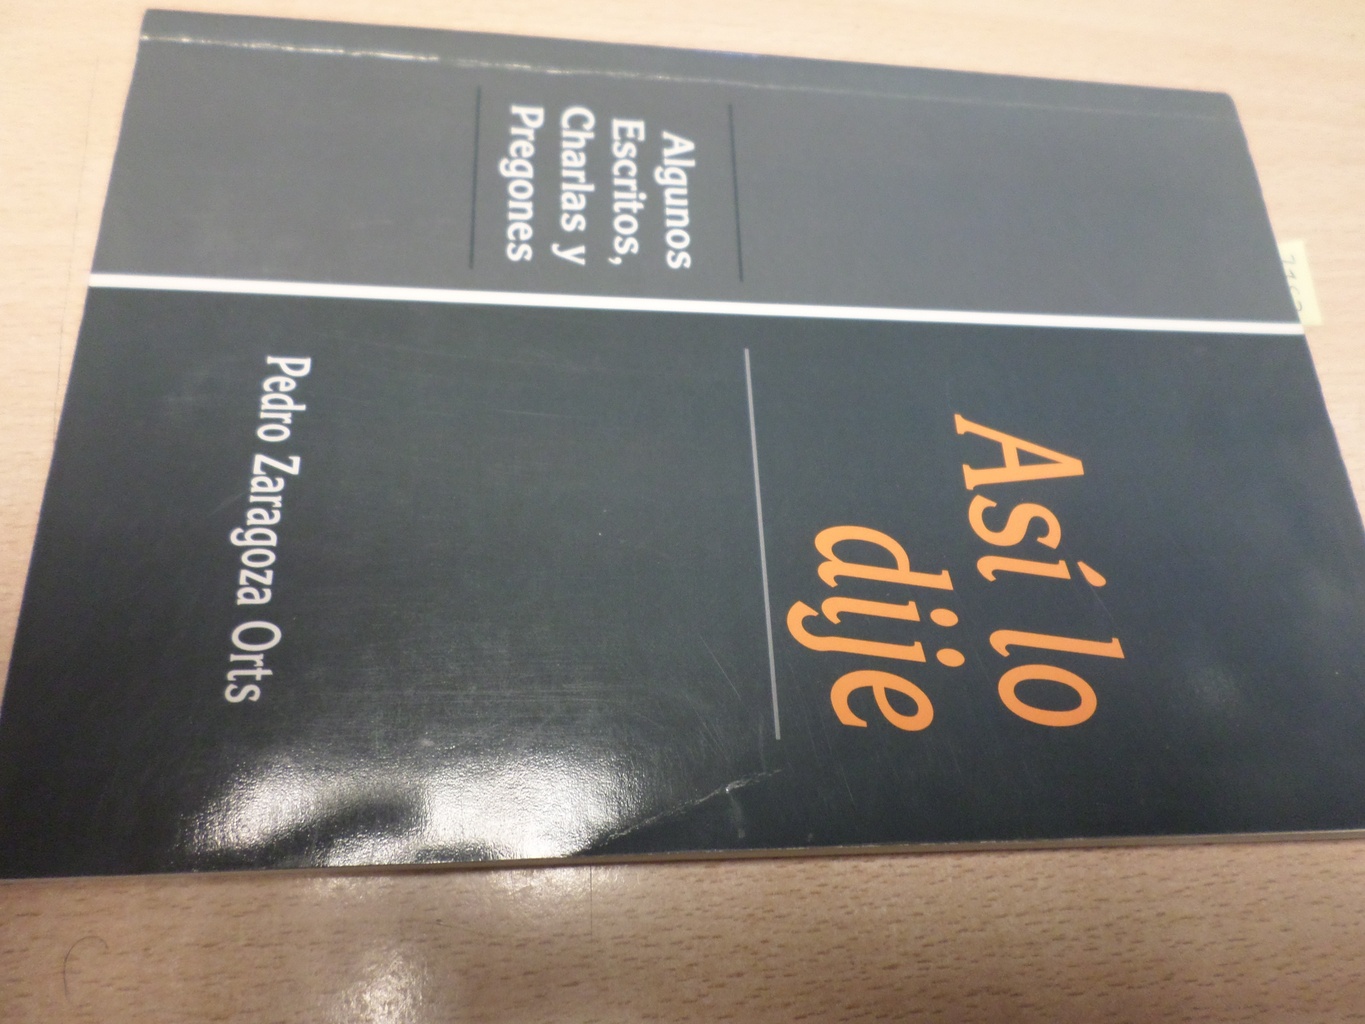 Así lo
dije
Algunos
Escritos,
Charlas y
Pregones
Pedro Zaragoza Orts